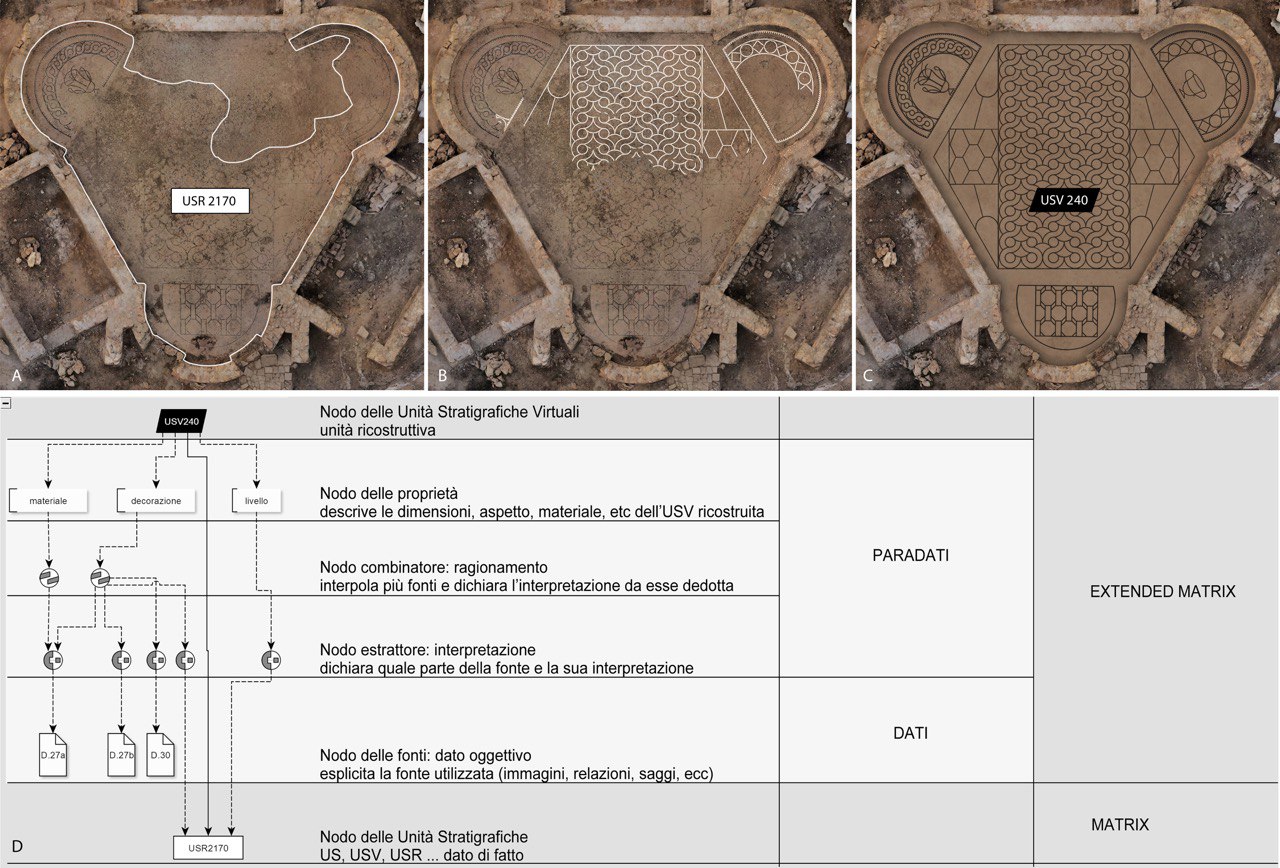 USR 2170
A
B
USV 240
C
USV240
Nodo delle Unità Stratigrafiche Virtuali
unità ricostruttiva
materiale
decorazione
livello
Nodo delle proprietà
descrive le dimensioni, aspetto, materiale, etc dell'USV ricostruita
Nodo combinatore: ragionamento
interpola più fonti e dichiara l'interpretazione da esse dedotta
PARADATI
EXTENDED MATRIX
Nodo estrattore: interpretazione
dichiara quale parte della fonte e la sua interpretazione
D.27a
D.27b
D.30
Nodo delle fonti: dato oggettivo
esplicita la fonte utilizzata (immagini, relazioni, saggi, ecc)
DATI
D
USR2170
Nodo delle Unità Stratigrafiche
US, USV, USR ... dato di fatto
MATRIX